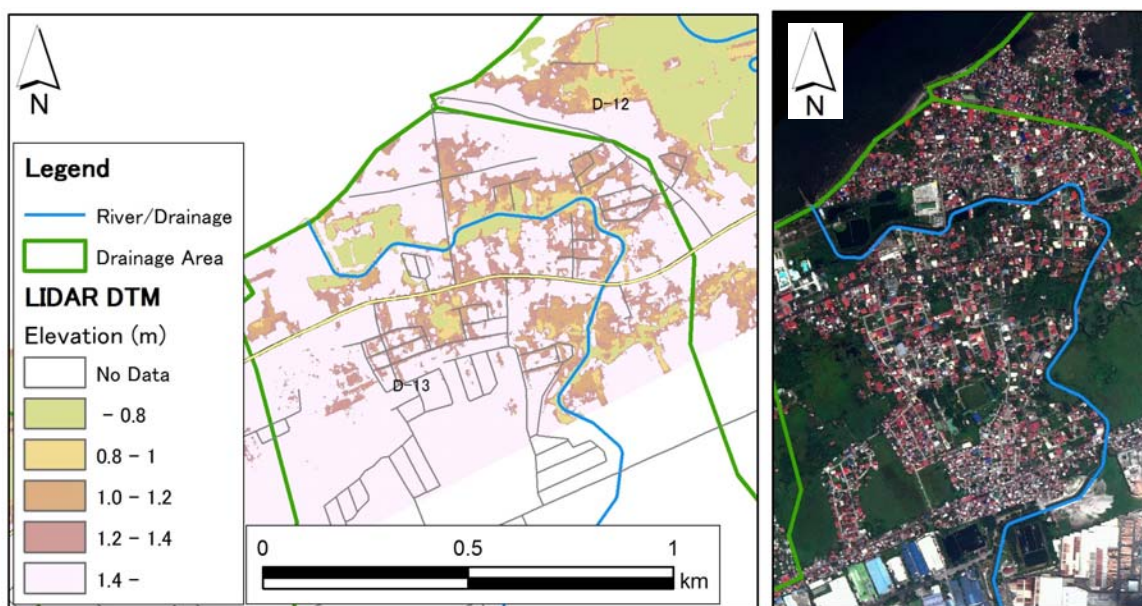 N
N
D-12
Legend
River/Drainage
Drainage Area
LIDAR DTM
Elevation (m)
No Data
- 0.8
0.8 - 1
1.0 - 1.2
1.2 - 1.4
1.4 -
D-13
0 0.5 1
km